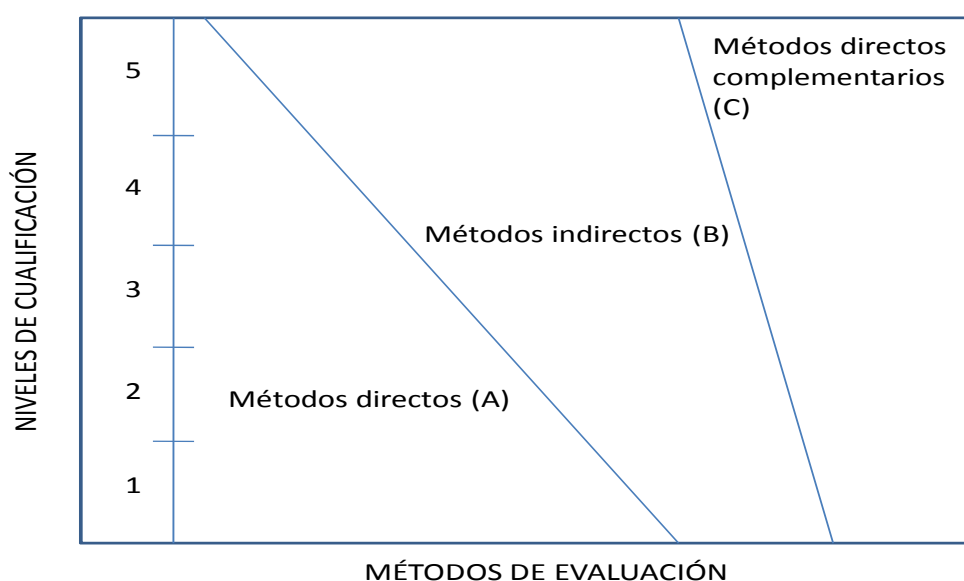 NIVELES DE CUALIFICACIÓN
5
4
3
2
1
Métodos directos
complementarios
(C)
Métodos indirectos (B)
Métodos directos (A)
MÉTODOS DE EVALUACIÓN